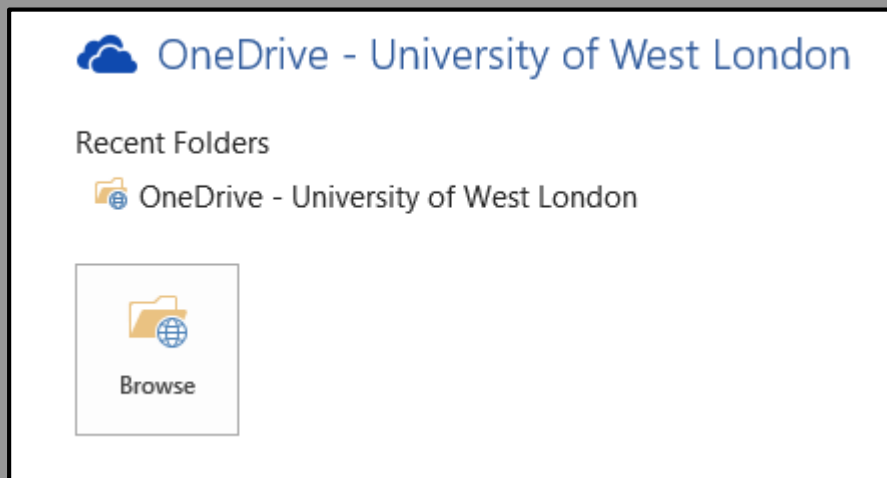 OneDrive - University of West London
Recent Folders
OneDrive - University of West London
Browse